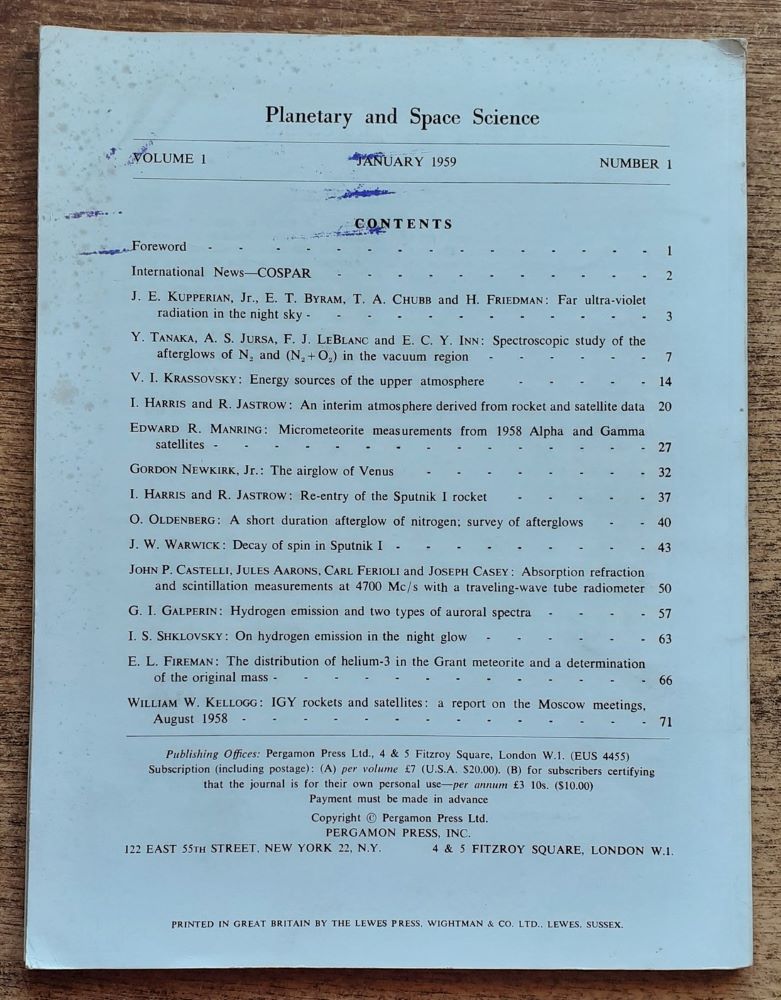 Planetary and Space Science
VOLUME 1 JANUARY 1959 NUMBER 1
CONTENTS
Foreword - - - - - - - - - - - - - 1
International News—COSPAR - - - - - - - - - - 2
J. E. KUPPERIAN, Jr., E. T. BYRAM, T. A. CHUBB and H. FRIEDMAN: Far ultra-violet
radiation in the night sky - - - - - - - - - - - - 3
Y. TANAKA, A. S. JURSA, F. J. LEBLANC and E. C. Y. INN: Spectroscopic study of the
afterglows of N₂ and (N₂+O₂) in the vacuum region - - - - - 7
V. I. KRASSOVSKY: Energy sources of the upper atmosphere - - - - - 14
I. HARRIS and R. JASTROW: An interim atmosphere derived from rocket and satellite data 20
EDWARD R. MANRING: Micrometeorite measurements from 1958 Alpha and Gamma
satellites - - - - - - - - - - - - - - 27
GORDON NEWKIRK, Jr.: The airglow of Venus - - - - - - - 32
I. HARRIS and R. JASTROW: Re-entry of the Sputnik I rocket - - - - - 37
O. OLDENBERG: A short duration afterglow of nitrogen; survey of afterglows - - 40
J. W. WARWICK: Decay of spin in Sputnik I - - - - - - - - 43
JOHN P. CASTELLI, JULES AARONS, CARL FERIOLI and JOSEPH CASEY: Absorption refraction
and scintillation measurements at 4700 Mc/s with a traveling-wave tube radiometer 50
G. I. GALPERIN: Hydrogen emission and two types of auroral spectra - - - - 57
I. S. SHKLOVSKY: On hydrogen emission in the night glow - - - - - 63
E. L. FIREMAN: The distribution of helium-3 in the Grant meteorite and a determination
of the original mass - - - - - - - - - - - - - 66
WILLIAM W. KELLOGG: IGY rockets and satellites: a report on the Moscow meetings,
August 1958 - - - - - - - - - - - - - - 71
Publishing Offices: Pergamon Press Ltd., 4 & 5 Fitzroy Square, London W.1. (EUS 4455)
Subscription (including postage): (A) per volume £7 (U.S.A. $20.00). (B) for subscribers certifying
that the journal is for their own personal use—per annum £3 10s. ($10.00)
Payment must be made in advance
Copyright © Pergamon Press Ltd.
PERGAMON PRESS, INC.
122 EAST 55TH STREET, NEW YORK 22, N.Y. 4 & 5 FITZROY SQUARE, LONDON W.1.
PRINTED IN GREAT BRITAIN BY THE LEWES PRESS, WIGHTMAN & CO. LTD., LEWES, SUSSEX.